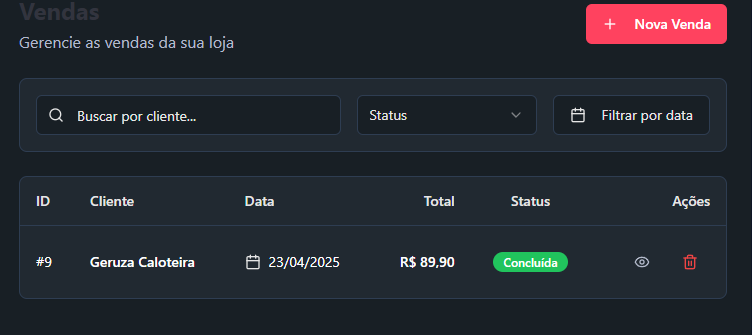 Vendas
Nova Venda
Gerencie as vendas da sua loja
Buscar por cliente... Status Filtrar por data
ID Cliente Data Total Status Ações
#9 Geruza Caloteira 23/04/2025 R$ 89,90 Concluída